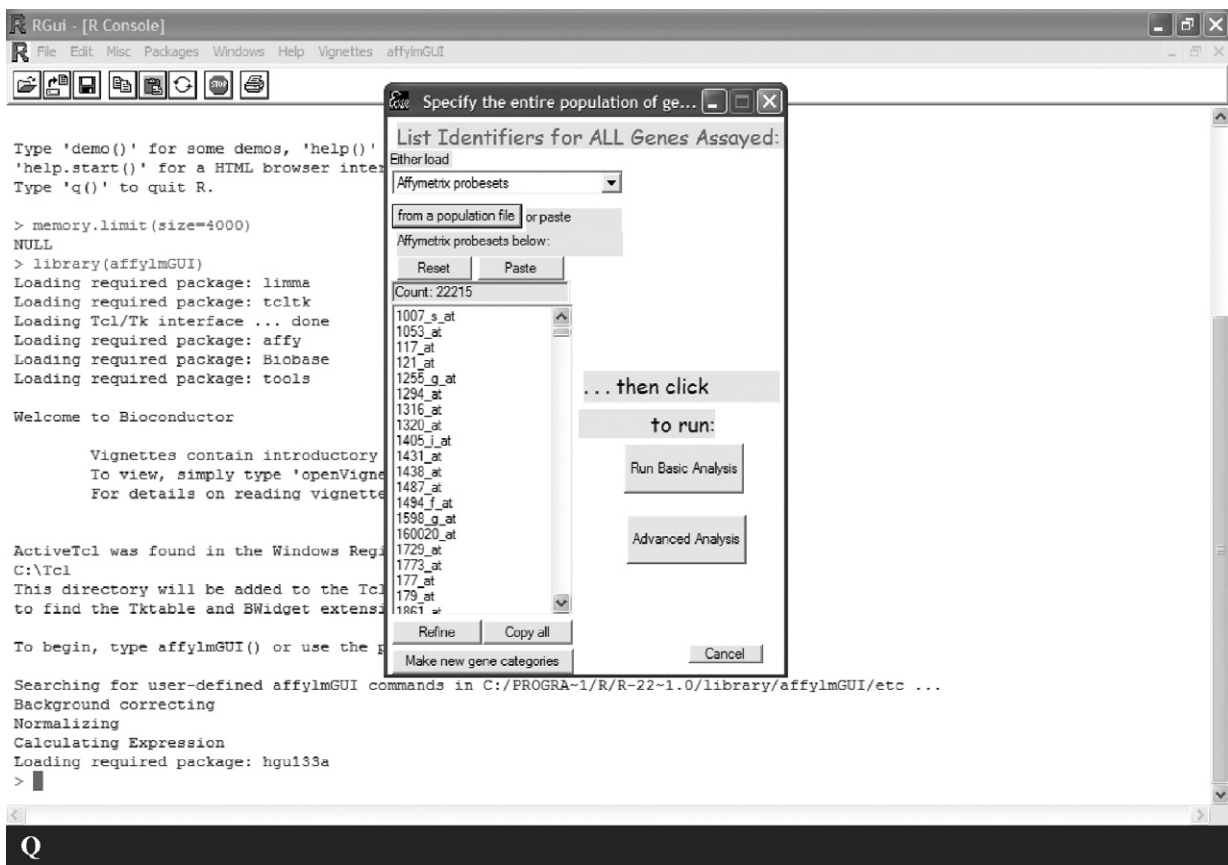 RGui - [R Console]
File Edit Misc Packages Windows Help Vignettes affylmGUI
STOP
Type 'demo()' for some demos, 'help()'
'help.start()' for a HTML browser inter
Type 'q()' to quit R.
> memory.limit(size=4000)
NULL
> library(affylmGUI)
Loading required package: limma
Loading required package: tcltk
Loading Tcl/Tk interface ... done
Loading required package: affy
Loading required package: Biobase
Loading required package: tools
Welcome to Bioconductor
Vignettes contain introductory
To view, simply type 'openVigne
For details on reading vignette
ActiveTcl was found in the Windows Regi
C:\Tcl
This directory will be added to the Tcl
to find the Tktable and BWidget extensi
To begin, type affylmGUI() or use the p
Searching for user-defined affylmGUI commands in C:/PROGRA~1/R/R-22~1.0/library/affylmGUI/etc ...
Background correcting
Normalizing
Calculating Expression
Loading required package: hgu133a
>
Ease
Specify the entire population of ge...
List Identifiers for ALL Genes Assayed:
Either load
Affymetrix probesets
from a population file or paste
Affymetrix probesets below:
Reset Paste
Count: 22215
1007_s_at
1053_at
117_at
121_at
1255_g_at
1294_at
1316_at
1320_at
1405_i_at
1431_at
1438_at
1487_at
1494_f_at
1598_g_at
160020_at
1729_at
1773_at
177_at
179_at
1861
Refine Copy all
Make new gene categories
. . . then click
to run:
Run Basic Analysis
Advanced Analysis
Cancel
Q